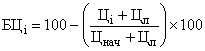 БЦi = 100 − ( (Цi + Цл) / (Цнач + Цл) ) × 100